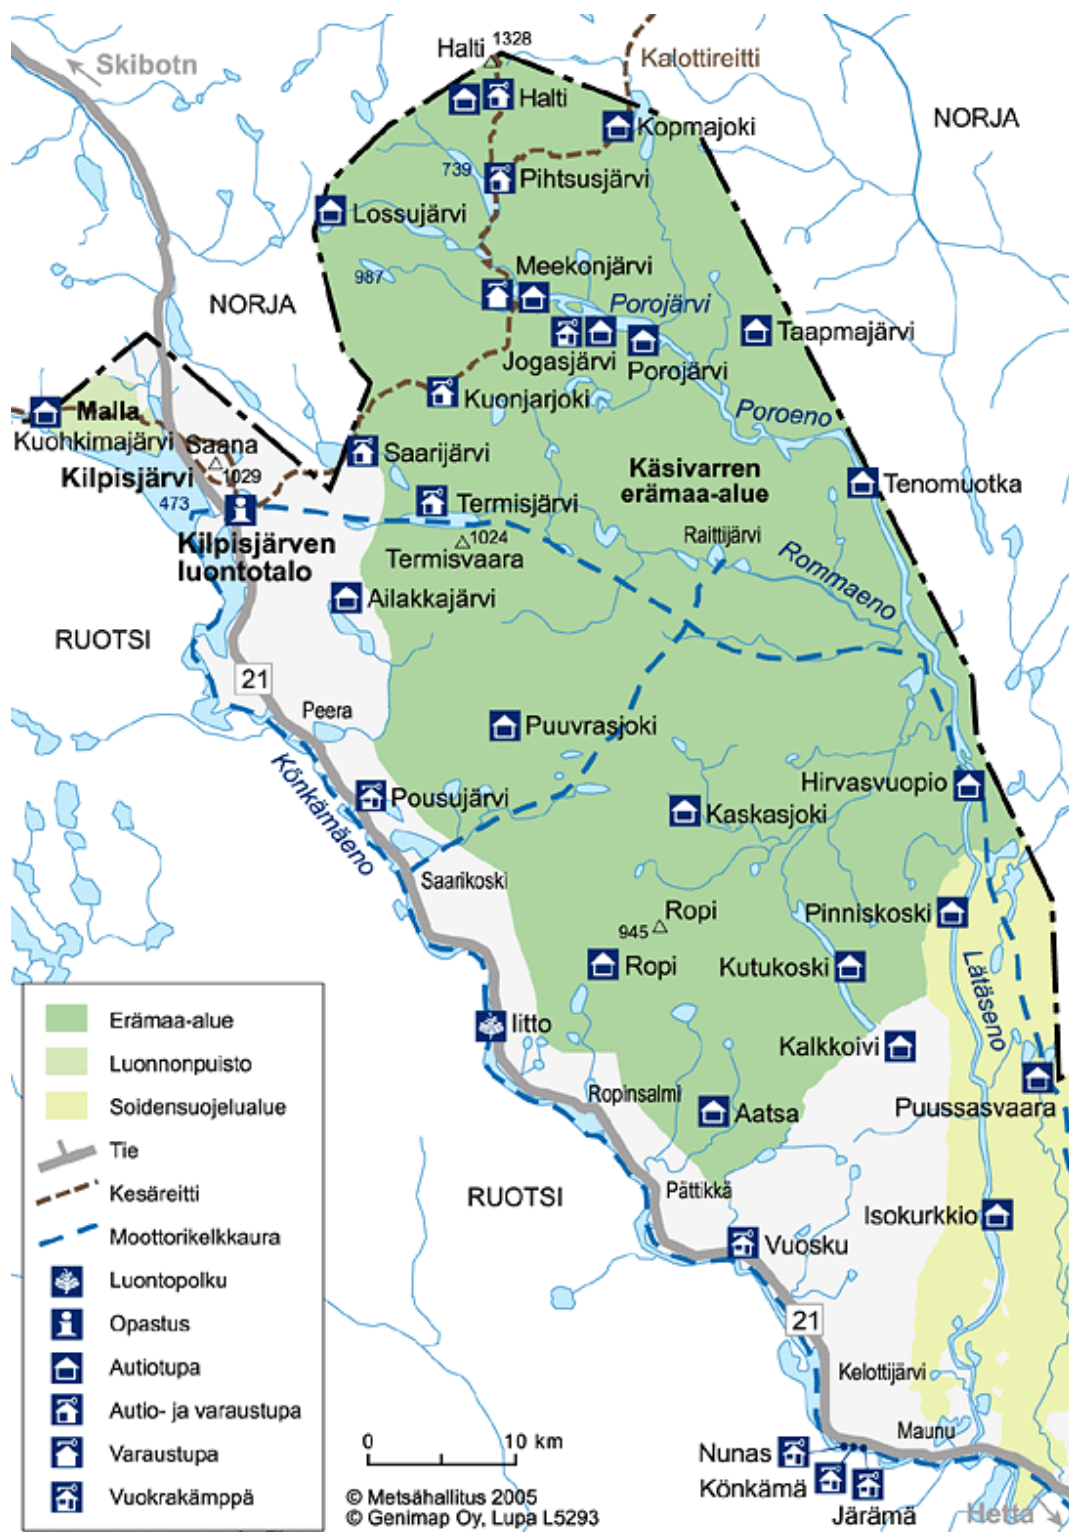 Halti 1328
Skibotn
Kalottireitti
Halti
NORJA
Kopmajoki
739
Pihtsusjärvi
Lossujärvi
Meekonjärvi
987
NORJA
Porojärvi
Taapmajärvi
Jogasjärvi
Porojärvi
Kuonjarjoki
Malla
Poroeno
Kuohkimajärvi
Saana
Saarijärvi
Käsivarren
erämaa-alue
Kilpisjärvi
1029
Tenomuotka
473
Termisjärvi
Kilpisjärven
luontotalo
1024
Termisvaara
Raittijärvi
Rommaeno
Ailakkajärvi
RUOTSI
21
Peera
Puuvrasjoki
Könkämäeno
Hirvasvuopio
Pousujärvi
Kaskasjoki
Saarikoski
Ropi
945
Pinniskoski
Ropi
Kutukoski
Lätäseno
Iitto
Kalkkoivi
Ropinsalmi
Aatsa
Puussasvaara
RUOTSI
Pättikkä
Isokurkkio
Vuosku
21
Kelottijärvi
Maunu
Nunas
Könkämä
Järämä
Hetta
Erämaa-alue
Luonnonpuisto
Soidensuojelualue
Tie
Kesäreitti
Moottorikelkkaura
Luontopolku
Opastus
Autiotupa
Autio- ja varaustupa
Varaustupa
Vuokrakämppä
0 10 km
© Metsähallitus 2005
© Genimap Oy, Lupa L5293